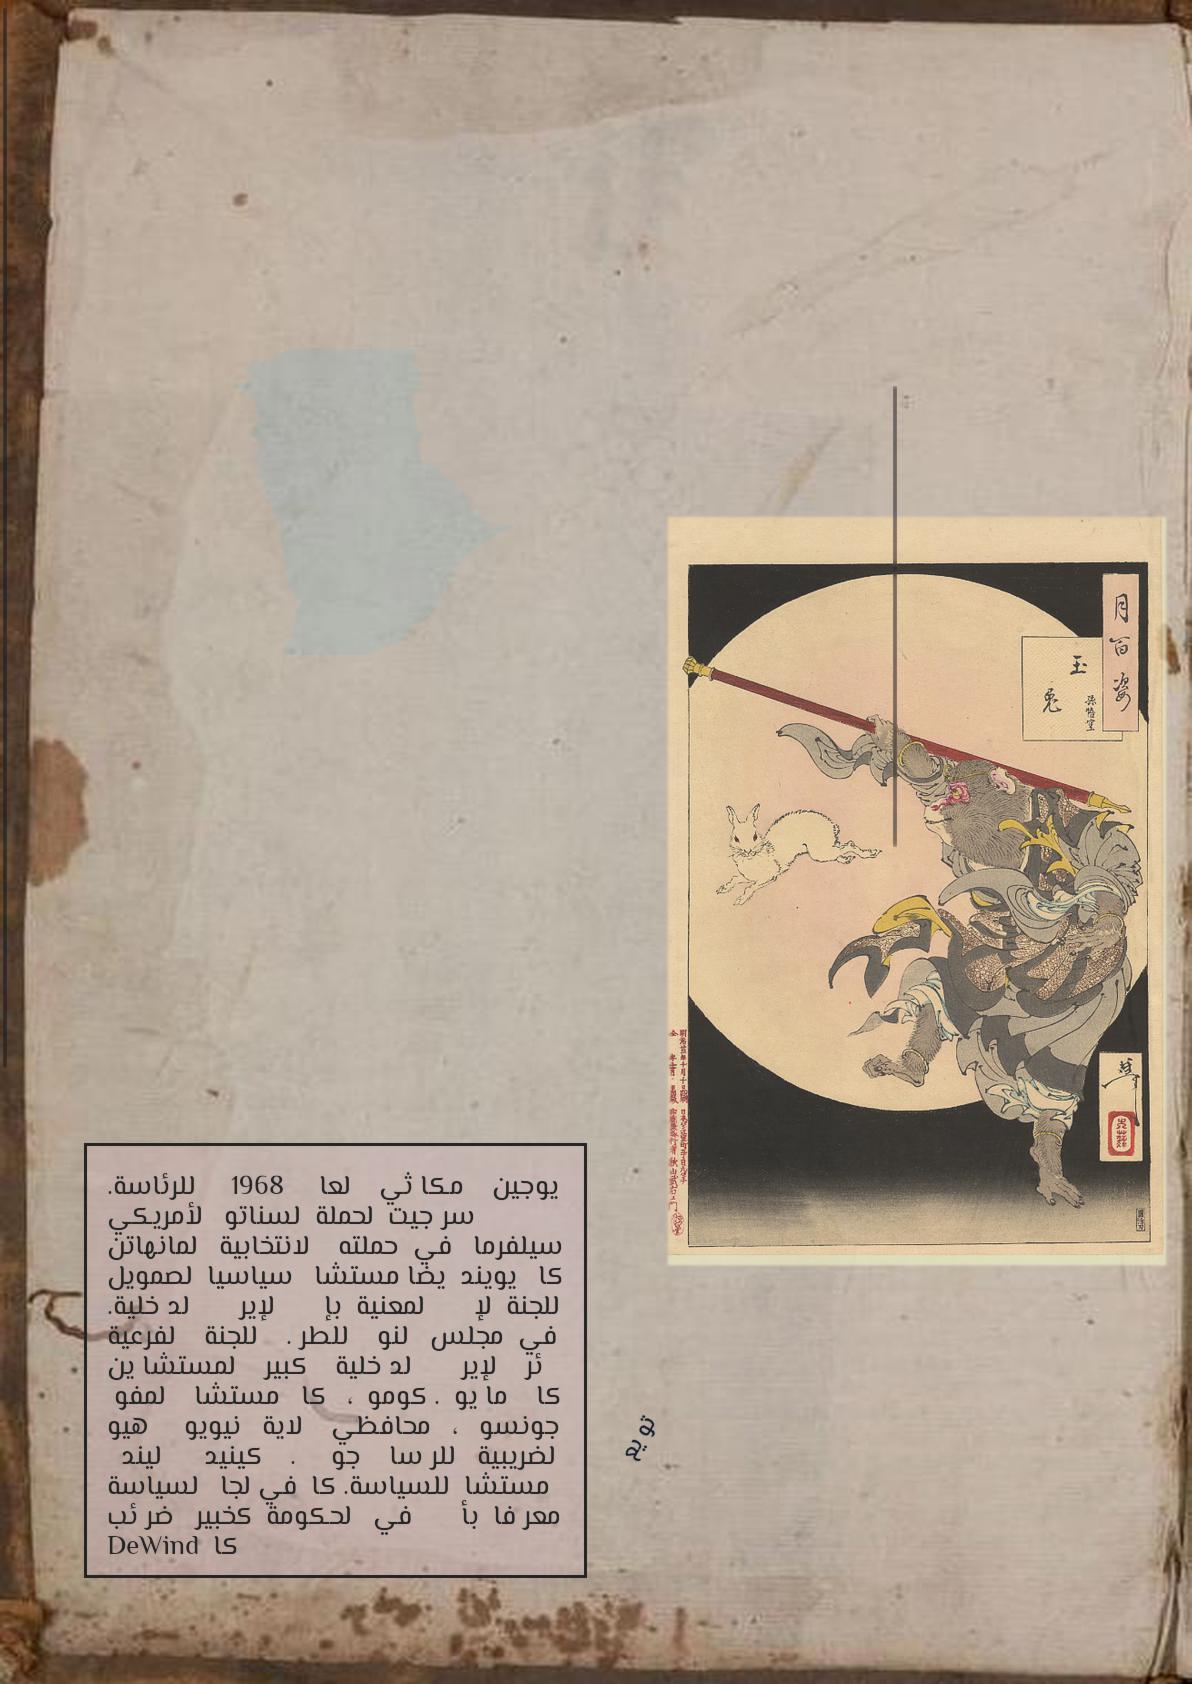 月百姿
玉兎
孫悟空
يوجين مكا ثي لعا 1968 للرئاسة.
سر جيت لحملة لسناتو لأمريكي
سيلفرما في حملته لانتخابية لمانهاتن
كا يويند يضا مستشا سياسيا لصمويل
للجنة لإ لمعنية بإ لإير لد خلية.
في مجلس لنو للطر . للجنة لفرعية
ئر لإير لد خلية كبير لمستشا ين
كا ما يو . كومو ، كا مستشا لمفو
جونسو ، محافظي لاية نيويو هيو
لضريبية للر سا جو . كينيد ليند
مستشا للسياسة. كا في لجا لسياسة
معر فا بأ في لحكومة كخبير ضر ئب
كا DeWind